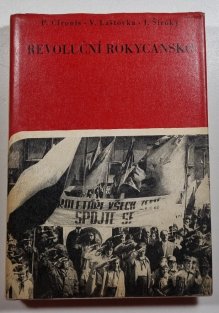 P. Cironis - V. Laštovka - J. Široký
REVOLUČNÍ ROKYCANSKO
PROLETÁŘI VŠECH ZEMÍ
SPOJTE SE